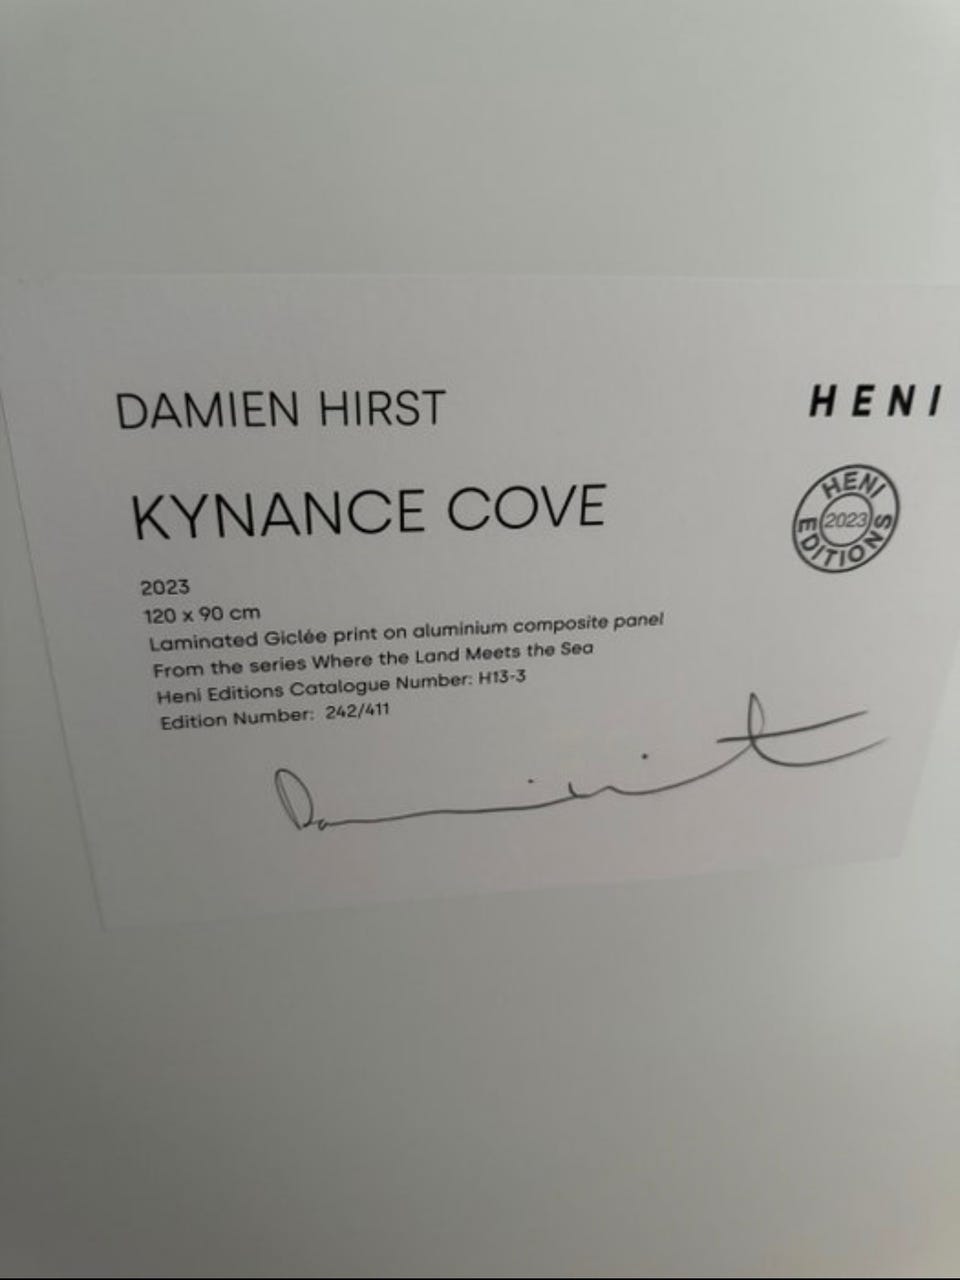 DAMIEN HIRST
HENI
KYNANCE COVE
HENI
2023
EDITIONS
2023
120 x 90 cm
Laminated Giclée print on aluminium composite panel
From the series Where the Land Meets the Sea
Heni Editions Catalogue Number: H13-3
Edition Number: 242/411